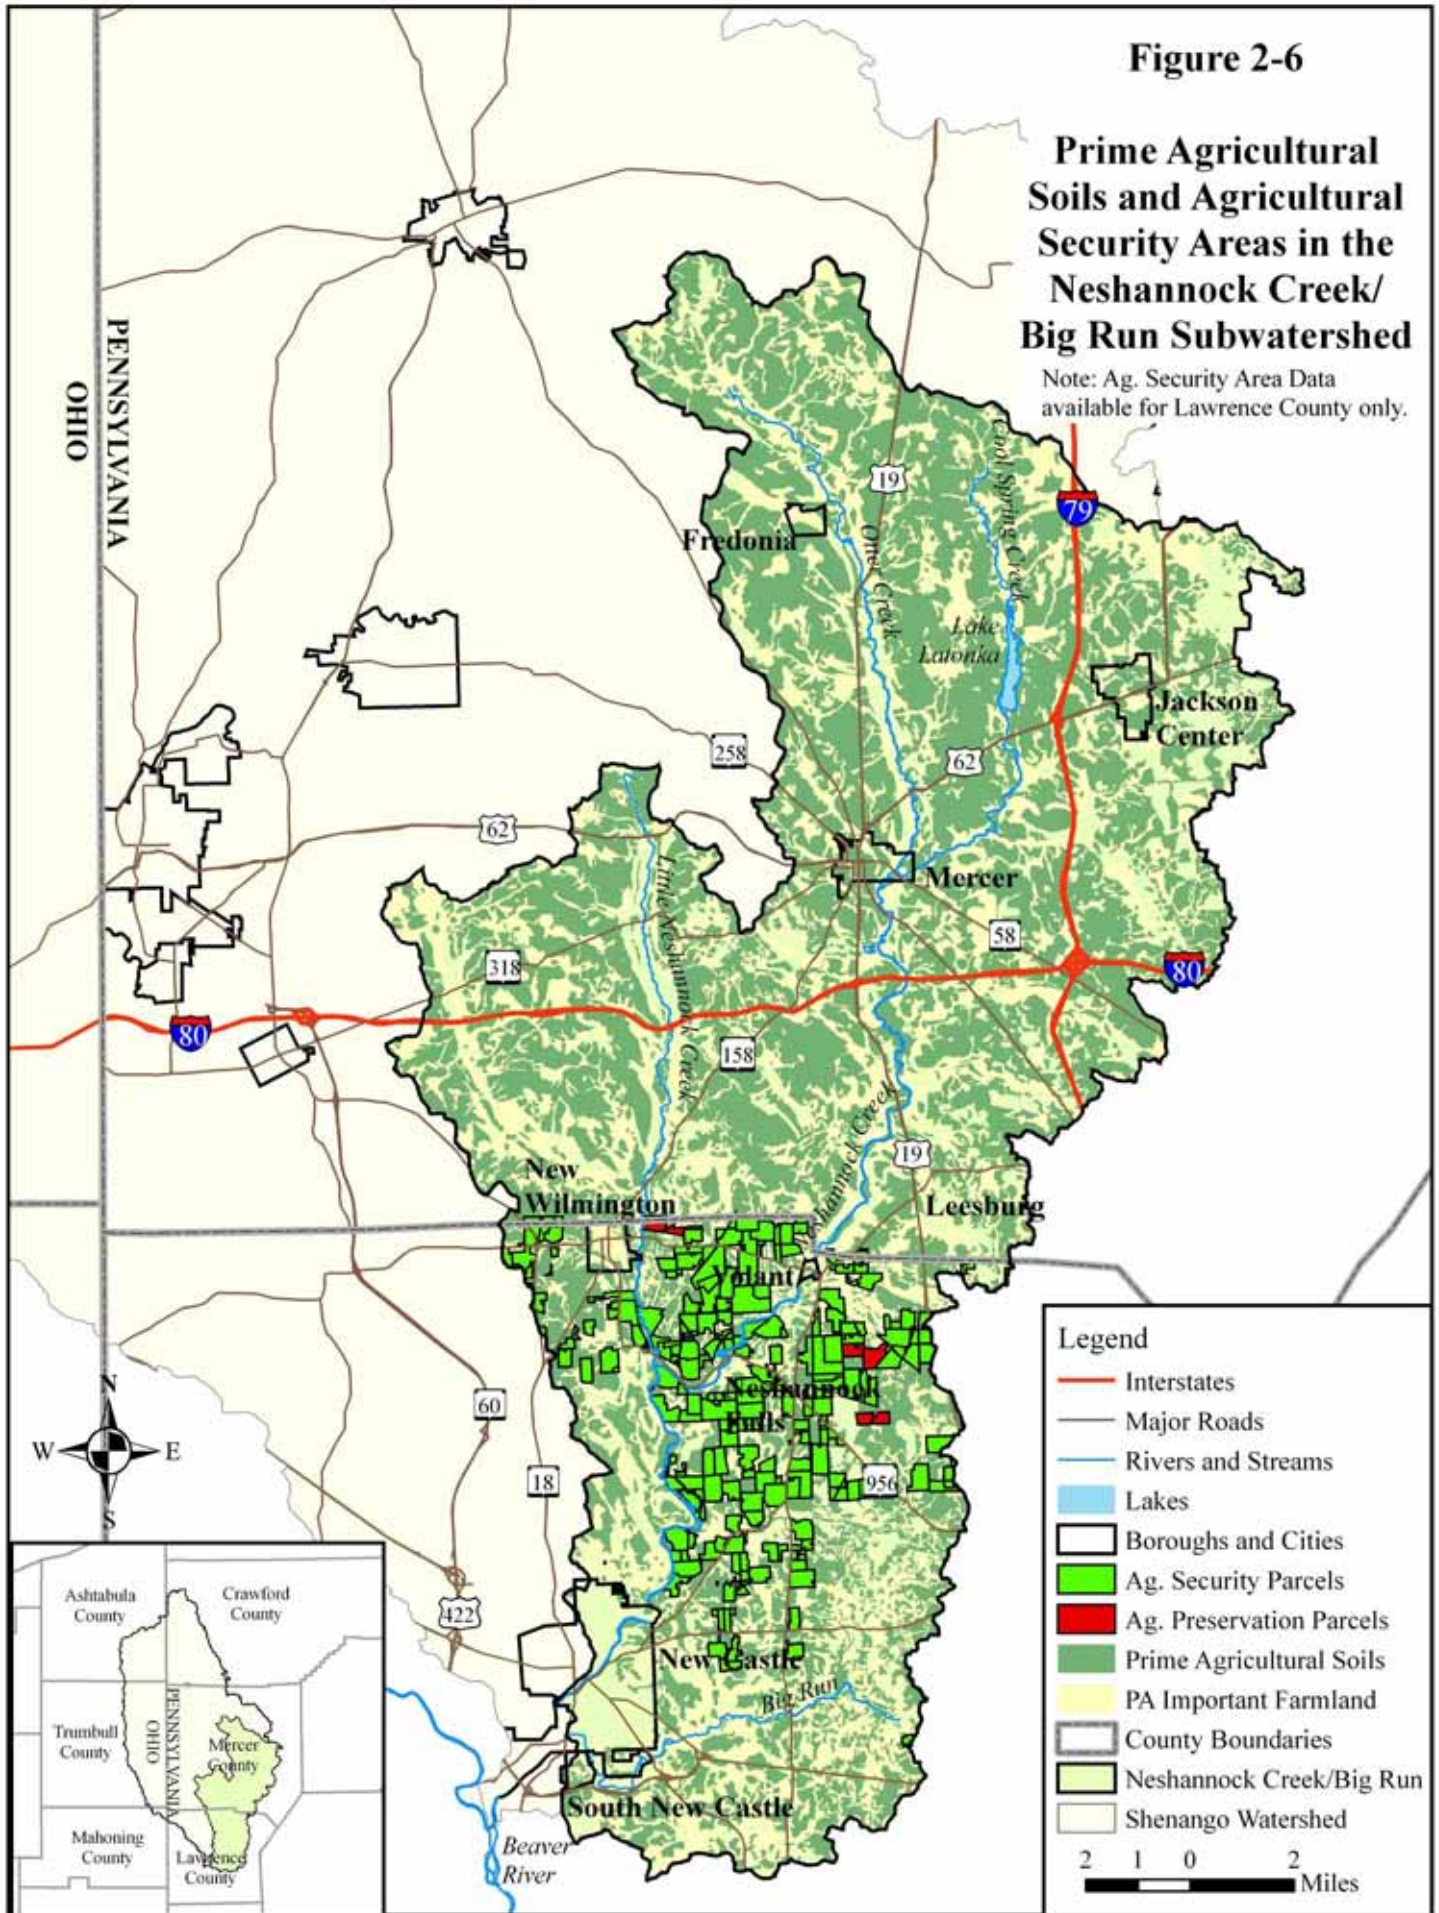 Figure 2-6
Prime Agricultural
Soils and Agricultural
Security Areas in the
Neshannock Creek/
Big Run Subwatershed
Note: Ag. Security Area Data
available for Lawrence County only.
PENNSYLVANIA
OHIO
19
79
Cool Spring Creek
Fredonia
Otter Creek
Lake
Latonka
Jackson
Center
258
62
62
Mercer
Little Neshannock Creek
58
318
80
80
158
Neshannock Creek
19
New
Wilmington
Leesburg
Volant
Neshannock
Falls
60
18
956
422
New Castle
Big Run
South New Castle
Beaver
River
N
W
E
S
Ashtabula
County
Crawford
County
Trumbull
County
OHIO
PENNSYLVANIA
Mercer
County
Mahoning
County
Lawrence
County
Legend
Interstates
Major Roads
Rivers and Streams
Lakes
Boroughs and Cities
Ag. Security Parcels
Ag. Preservation Parcels
Prime Agricultural Soils
PA Important Farmland
County Boundaries
Neshannock Creek/Big Run
Shenango Watershed
2 1 0 2
Miles